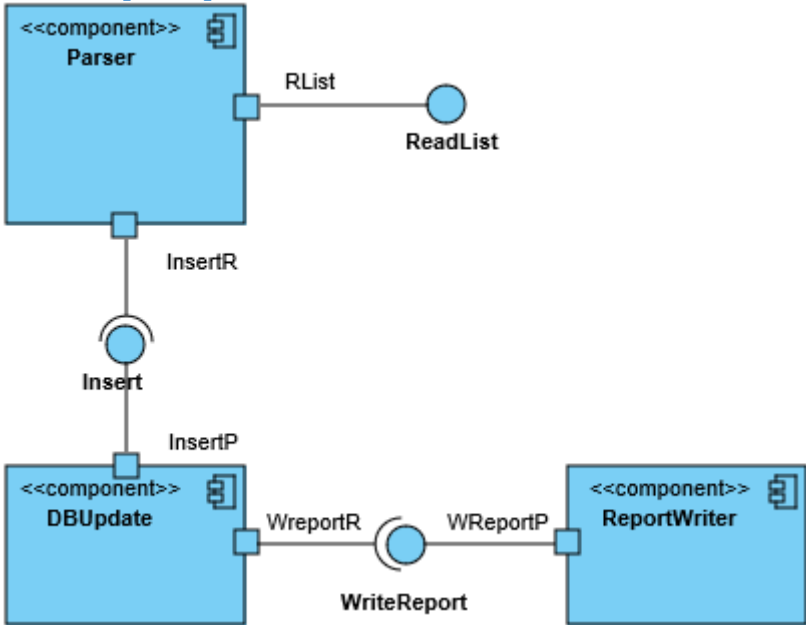 <<component>>
Parser
RList
ReadList
InsertR
Insert
InsertP
<<component>>
DBUpdate
WreportR
WReportP
WriteReport
<<component>>
ReportWriter